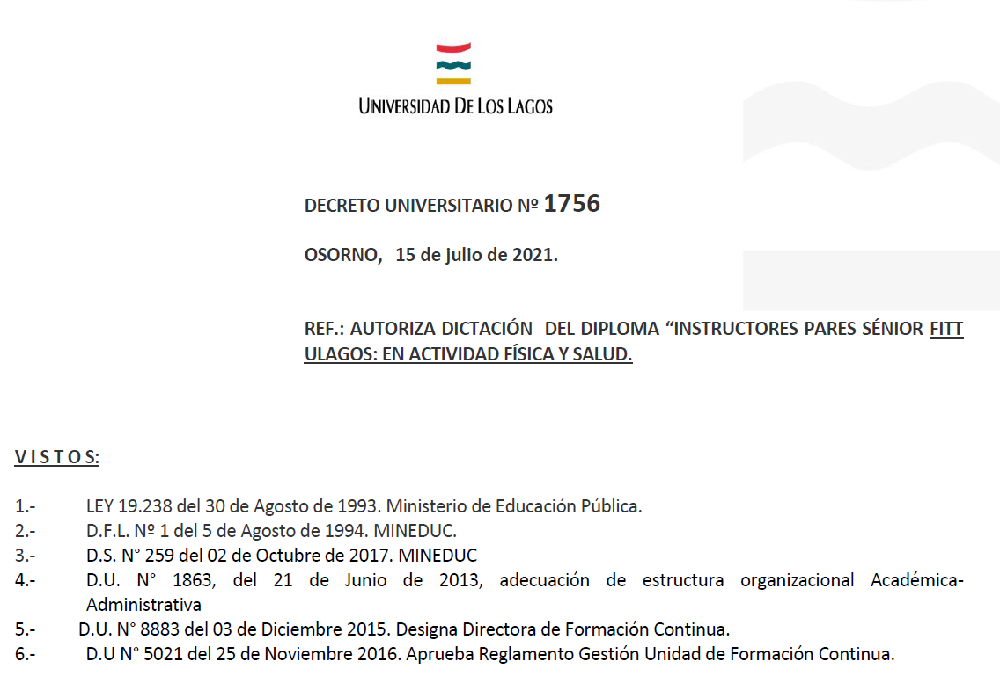 UNIVERSIDAD DE LOS LAGOS
DECRETO UNIVERSITARIO Nº 1756
OSORNO, 15 de julio de 2021.
REF.: AUTORIZA DICTACIÓN DEL DIPLOMA “INSTRUCTORES PARES SÉNIOR FITT
ULAGOS: EN ACTIVIDAD FÍSICA Y SALUD.
V I S T O S:
1.- LEY 19.238 del 30 de Agosto de 1993. Ministerio de Educación Pública.
2.- D.F.L. Nº 1 del 5 de Agosto de 1994. MINEDUC.
3.- D.S. N° 259 del 02 de Octubre de 2017. MINEDUC
4.- D.U. N° 1863, del 21 de Junio de 2013, adecuación de estructura organizacional Académica-
Administrativa
5.- D.U. N° 8883 del 03 de Diciembre 2015. Designa Directora de Formación Continua.
6.- D.U N° 5021 del 25 de Noviembre 2016. Aprueba Reglamento Gestión Unidad de Formación Continua.